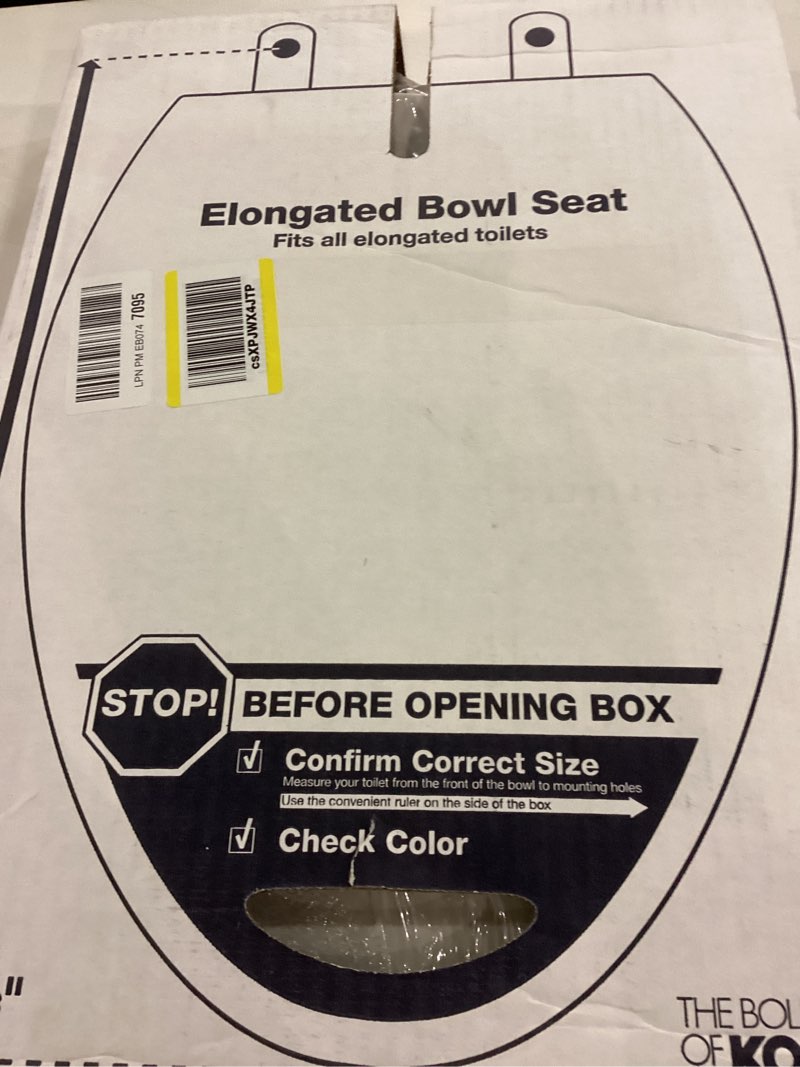 Elongated Bowl Seat
Fits all elongated toilets
LPN PM EB074 7095
csXPJWX4JTP
STOP!
BEFORE OPENING BOX
Confirm Correct Size
Measure your toilet from the front of the bowl to mounting holes
Use the convenient ruler on the side of the box
Check Color
"
THE BOL
OF KO